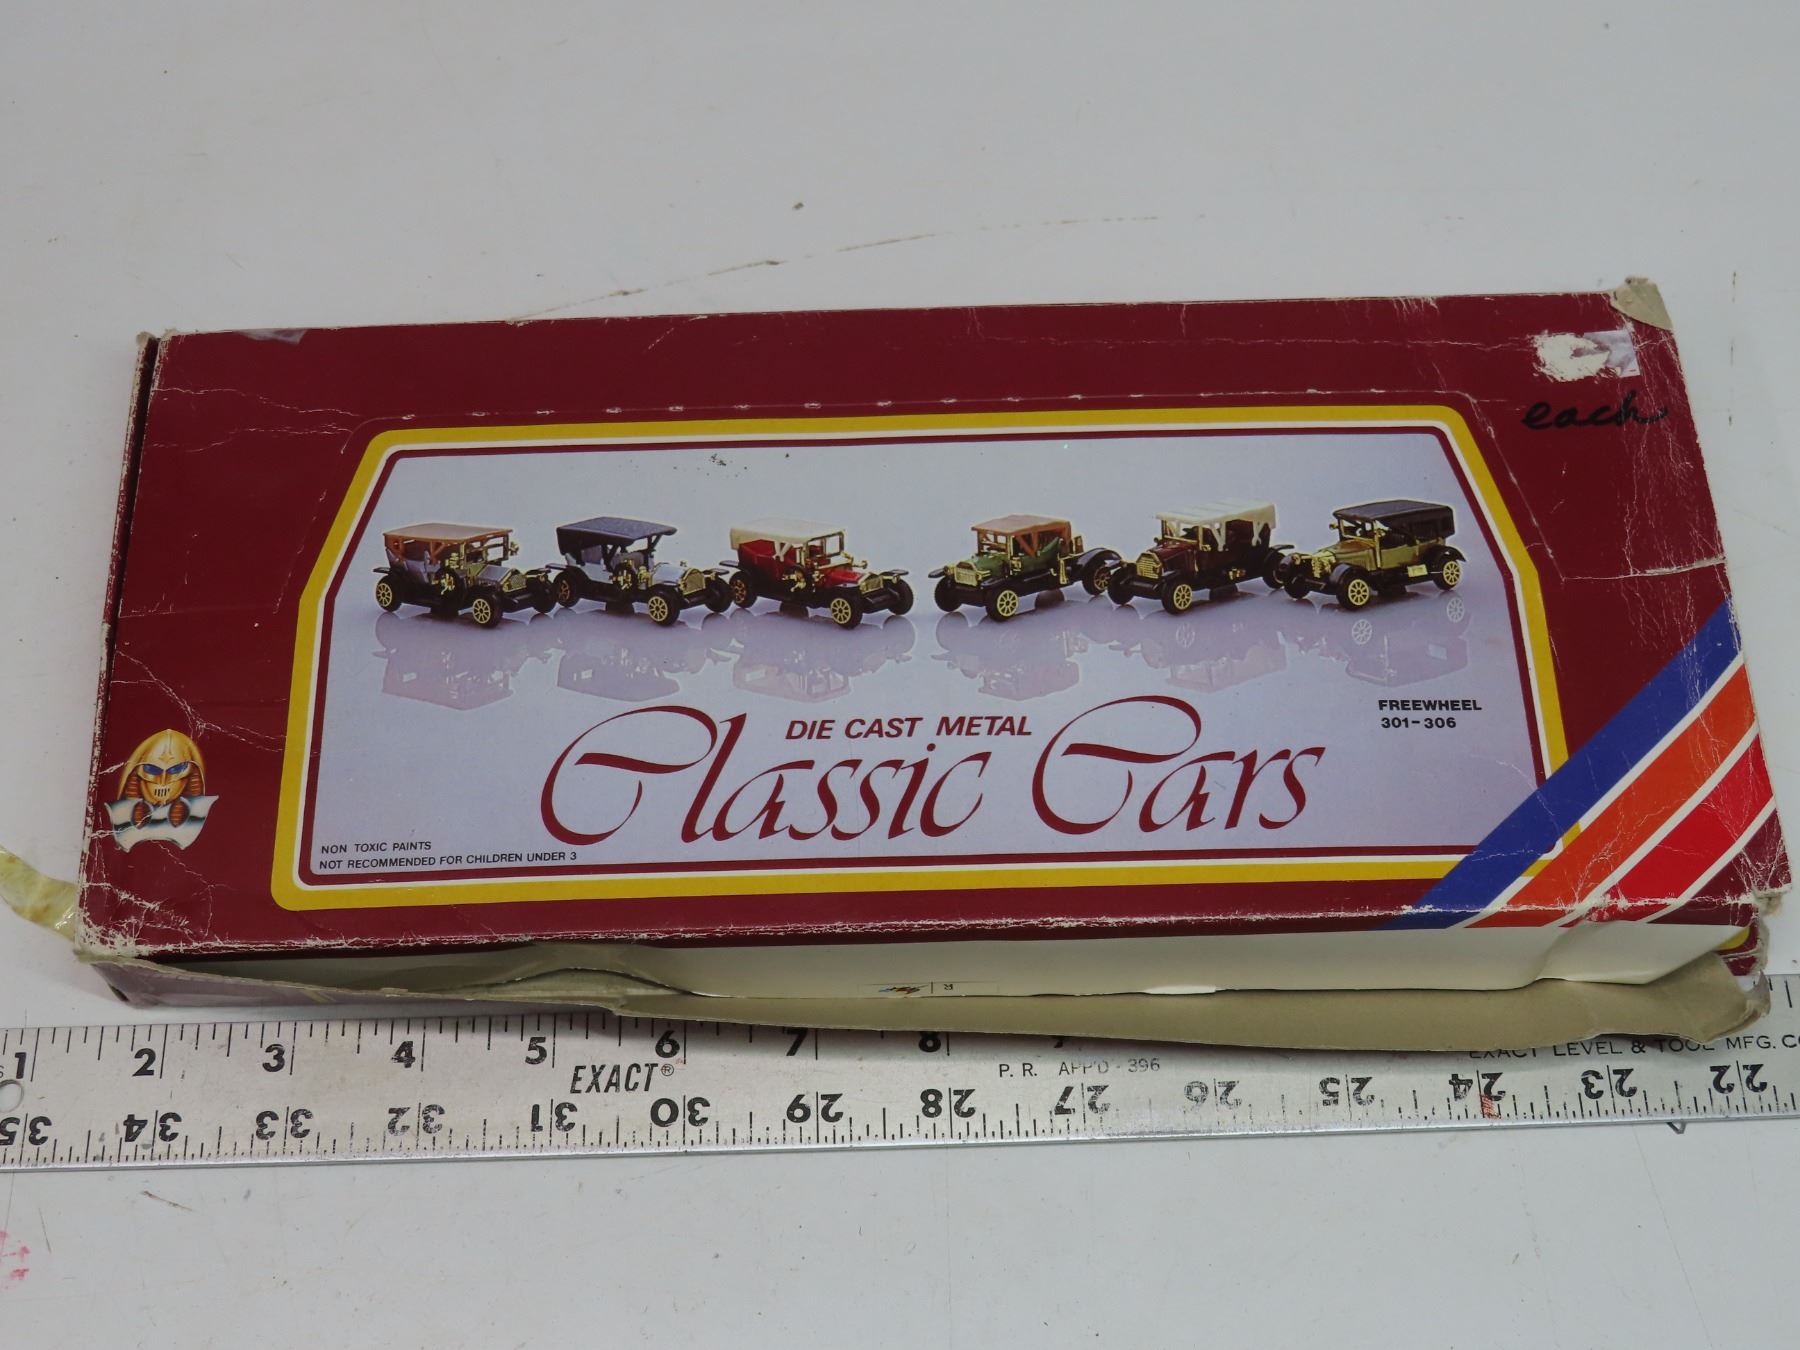 each
FREEWHEEL
301-306
DIE CAST METAL
Classic Cars
NON TOXIC PAINTS
NOT RECOMMENDED FOR CHILDREN UNDER 3
R
1 2 3 4 5 6 7 8
EXACT®
P. R. APP'D - 396
EXACT LEVEL & TOOL MFG. CO
35 34 33 32 31 30 29 28 27 26 25 24 23 22